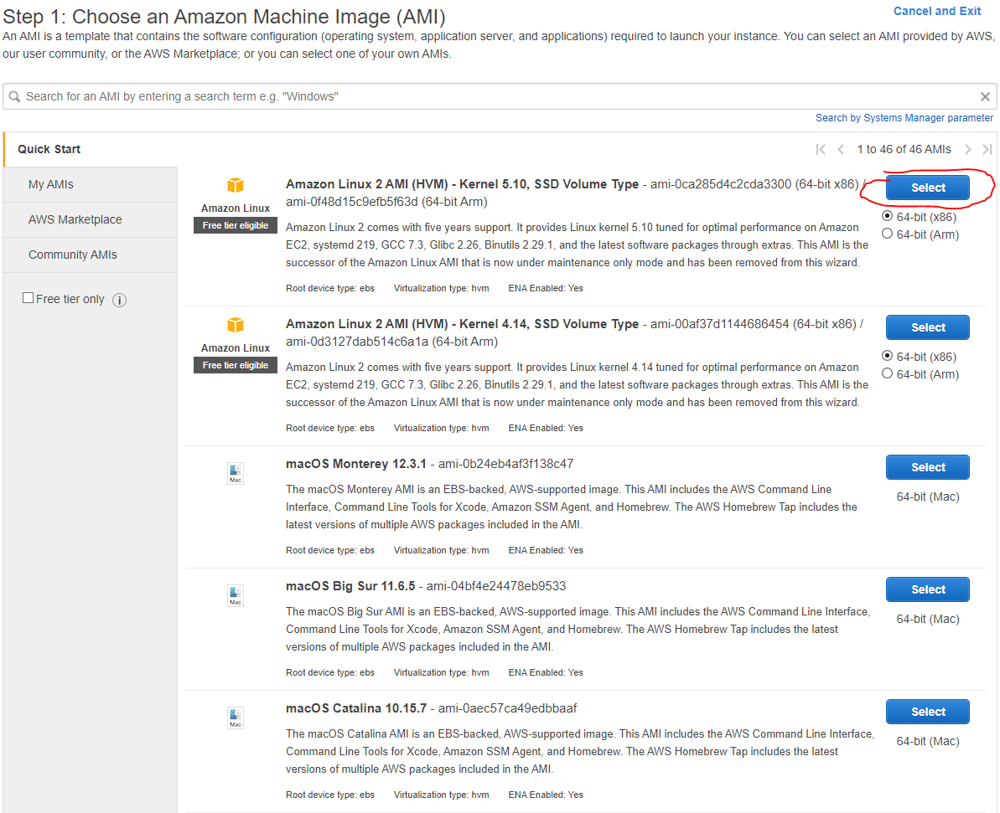 Step 1: Choose an Amazon Machine Image (AMI)
Cancel and Exit
An AMI is a template that contains the software configuration (operating system, application server, and applications) required to launch your instance. You can select an AMI provided by AWS,
our user community, or the AWS Marketplace; or you can select one of your own AMIs.
Search for an AMI by entering a search term e.g. "Windows"
Search by Systems Manager parameter
Quick Start
1 to 46 of 46 AMIs
My AMIs
AWS Marketplace
Community AMIs
Free tier only
Amazon Linux
Free tier eligible
Amazon Linux 2 AMI (HVM) - Kernel 5.10, SSD Volume Type - ami-0ca285d4c2cda3300 (64-bit x86) /
ami-0f48d15c9efb5f63d (64-bit Arm)
Amazon Linux 2 comes with five years support. It provides Linux kernel 5.10 tuned for optimal performance on Amazon
EC2, systemd 219, GCC 7.3, Glibc 2.26, Binutils 2.29.1, and the latest software packages through extras. This AMI is the
successor of the Amazon Linux AMI that is now under maintenance only mode and has been removed from this wizard.
Root device type: ebs Virtualization type: hvm ENA Enabled: Yes
Select
64-bit (x86)
64-bit (Arm)
Amazon Linux
Free tier eligible
Amazon Linux 2 AMI (HVM) - Kernel 4.14, SSD Volume Type - ami-00af37d1144686454 (64-bit x86) /
ami-0d3127dab514c6a1a (64-bit Arm)
Amazon Linux 2 comes with five years support. It provides Linux kernel 4.14 tuned for optimal performance on Amazon
EC2, systemd 219, GCC 7.3, Glibc 2.26, Binutils 2.29.1, and the latest software packages through extras. This AMI is the
successor of the Amazon Linux AMI that is now under maintenance only mode and has been removed from this wizard.
Root device type: ebs Virtualization type: hvm ENA Enabled: Yes
Select
64-bit (x86)
64-bit (Arm)
Mac
macOS Monterey 12.3.1 - ami-0b24eb4af3f138c47
The macOS Monterey AMI is an EBS-backed, AWS-supported image. This AMI includes the AWS Command Line
Interface, Command Line Tools for Xcode, Amazon SSM Agent, and Homebrew. The AWS Homebrew Tap includes the
latest versions of multiple AWS packages included in the AMI.
Root device type: ebs Virtualization type: hvm ENA Enabled: Yes
Select
64-bit (Mac)
Mac
macOS Big Sur 11.6.5 - ami-04bf4e24478eb9533
The macOS Big Sur AMI is an EBS-backed, AWS-supported image. This AMI includes the AWS Command Line Interface,
Command Line Tools for Xcode, Amazon SSM Agent, and Homebrew. The AWS Homebrew Tap includes the latest
versions of multiple AWS packages included in the AMI.
Root device type: ebs Virtualization type: hvm ENA Enabled: Yes
Select
64-bit (Mac)
Mac
macOS Catalina 10.15.7 - ami-0aec57ca49edbbaaf
The macOS Catalina AMI is an EBS-backed, AWS-supported image. This AMI includes the AWS Command Line Interface,
Command Line Tools for Xcode, Amazon SSM Agent, and Homebrew. The AWS Homebrew Tap includes the latest
versions of multiple AWS packages included in the AMI.
Root device type: ebs Virtualization type: hvm ENA Enabled: Yes
Select
64-bit (Mac)